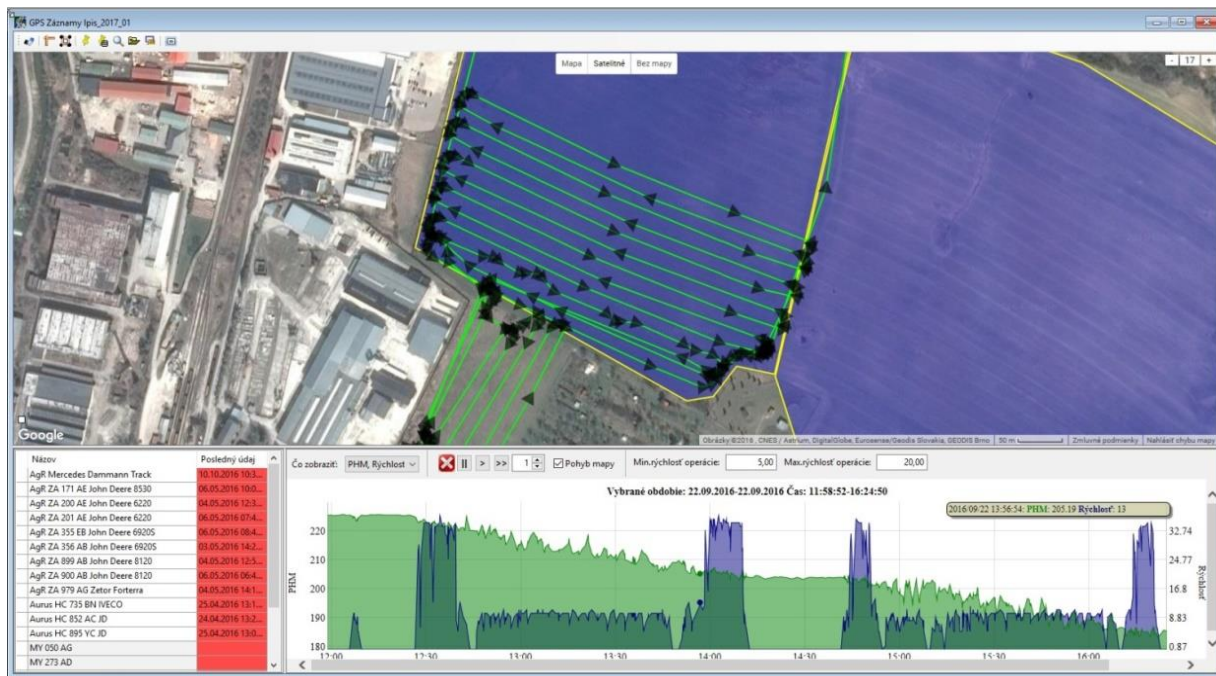 GPS Záznamy lpis_2017_01
Mapa Satelitné Bez mapy
- 17 +
Google
Obrázky ©2016 , CNES / Astrium, DigitalGlobe, Eurosense/Geodis Slovakia, GEODIS Brno 50 m Zmluvné podmienky Nahlásiť chybu mapy
Názov Posledný údaj
AgR Mercedes Dammann Track 10.10.2016 10:3...
AgR ZA 171 AE John Deere 8530 06.05.2016 10:0...
AgR ZA 200 AE John Deere 6220 04.05.2016 12:3...
AgR ZA 201 AE John Deere 6220 06.05.2016 07:4...
AgR ZA 355 EB John Deere 6920S 06.05.2016 08:4...
AgR ZA 356 AB John Deere 6920S 03.05.2016 14:2...
AgR ZA 899 AB John Deere 8120 04.05.2016 12:5...
AgR ZA 900 AB John Deere 8120 06.05.2016 06:4...
AgR ZA 979 AG Zetor Forterra 04.05.2016 14:1...
Aurus HC 735 BN IVECO 25.04.2016 13:1...
Aurus HC 852 AC JD 24.04.2016 13:2...
Aurus HC 895 YC JD 25.04.2016 13:0...
MY 050 AG
MY 273 AD
Čo zobraziť: PHM, Rýchlosť || > >> 1 Pohyb mapy Min.rýchlosť operácie: 5,00 Max.rýchlosť operácie: 20,00
Vybrané obdobie: 22.09.2016-22.09.2016 Čas: 11:58:52-16:24:50
2016/09/22 13:56:54: PHM: 205.19 Rýchlosť: 13
PHM
220
210
200
190
180
12:00 12:30 13:00 13:30 14:00 14:30 15:00 15:30 16:00
32.74
24.77
16.8
8.83
0.87
Rýchlosť